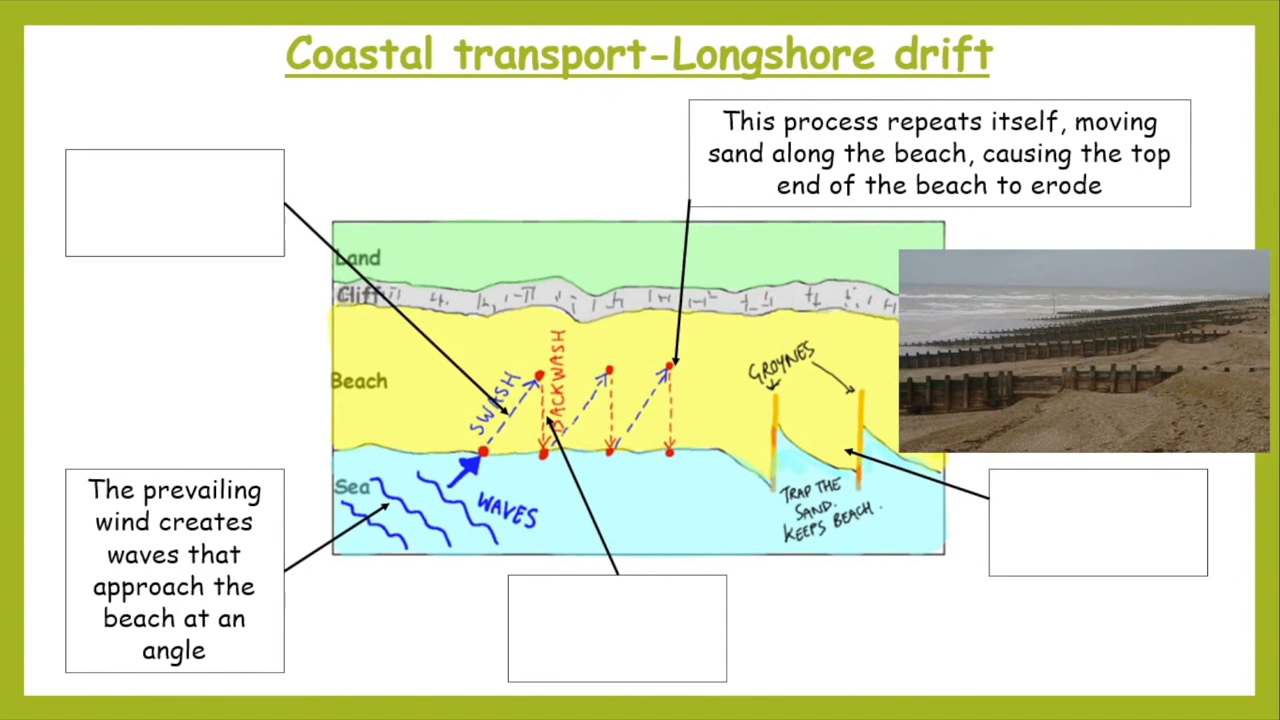 Coastal transport-Longshore drift
This process repeats itself, moving
sand along the beach, causing the top
end of the beach to erode
Land
Cliff
Beach
SWASH
BACKWASH
GROYNES
Sea
WAVES
TRAP THE
SAND.
KEEPS BEACH.
The prevailing
wind creates
waves that
approach the
beach at an
angle